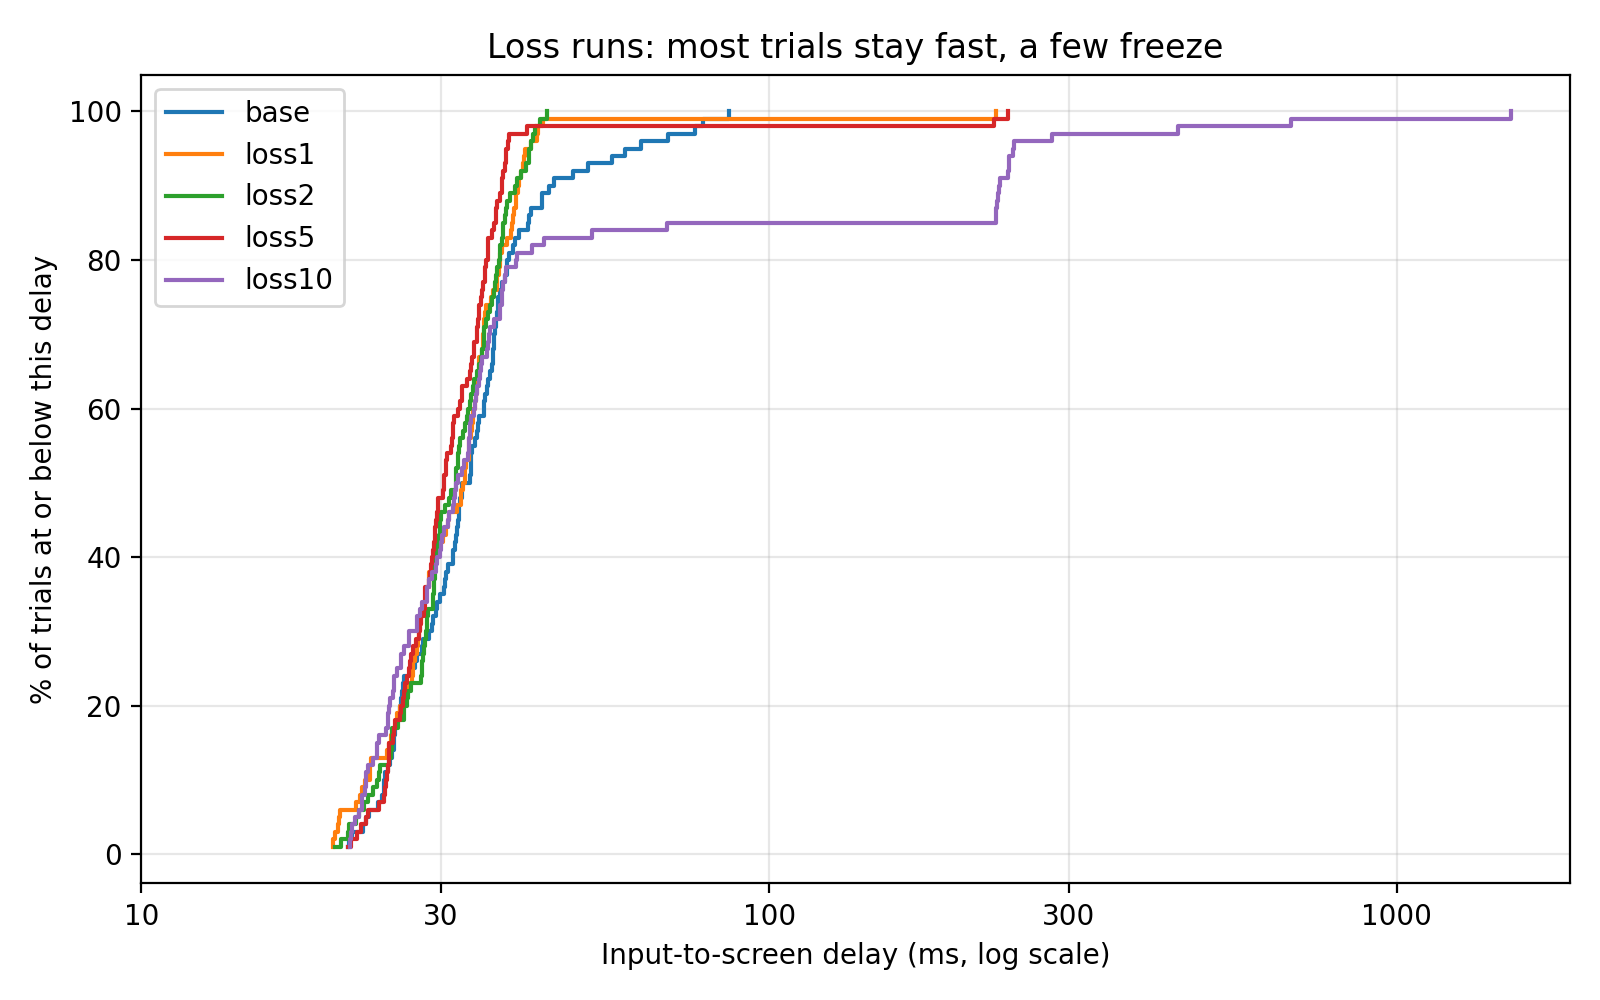 Loss runs: most trials stay fast, a few freeze
base
loss1
loss2
loss5
loss10
100
80
60
40
20
0
% of trials at or below this delay
10
30
100
300
1000
Input-to-screen delay (ms, log scale)